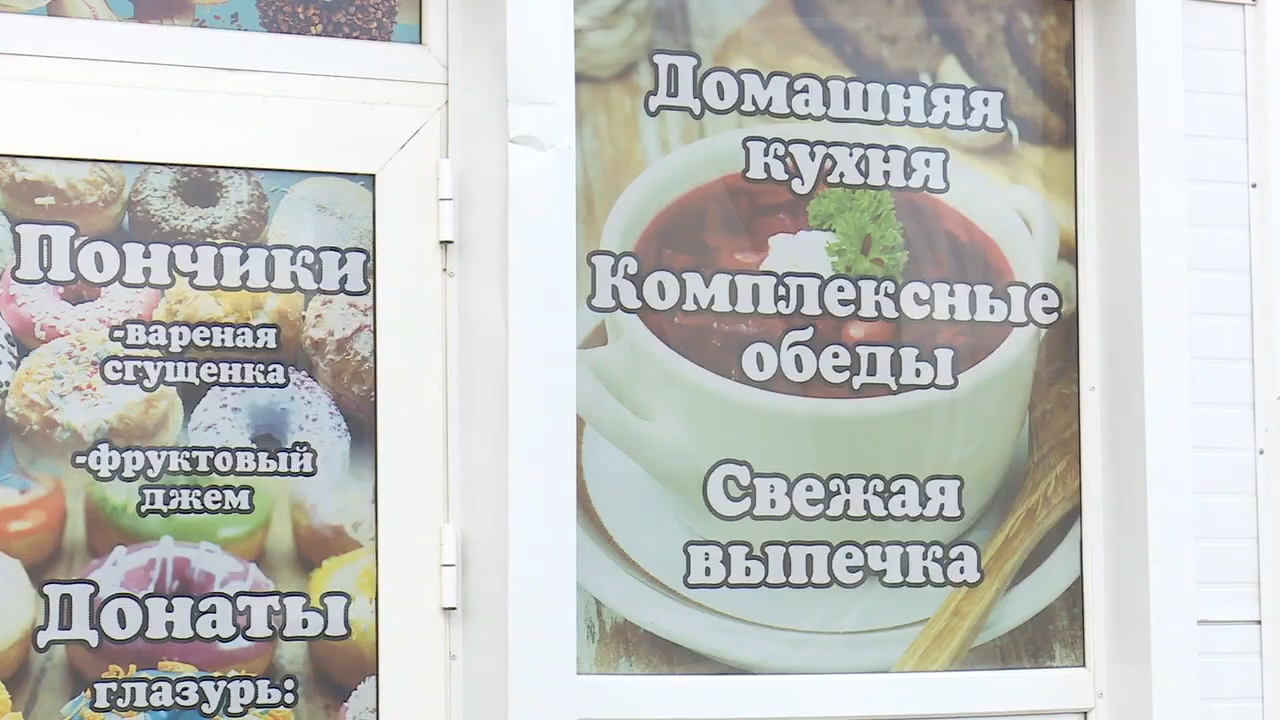 Пончики
-вареная
сгущенка
-фруктовый
джем
Донаты
глазурь:
Домашняя
кухня
Комплексные
обеды
Свежая
выпечка